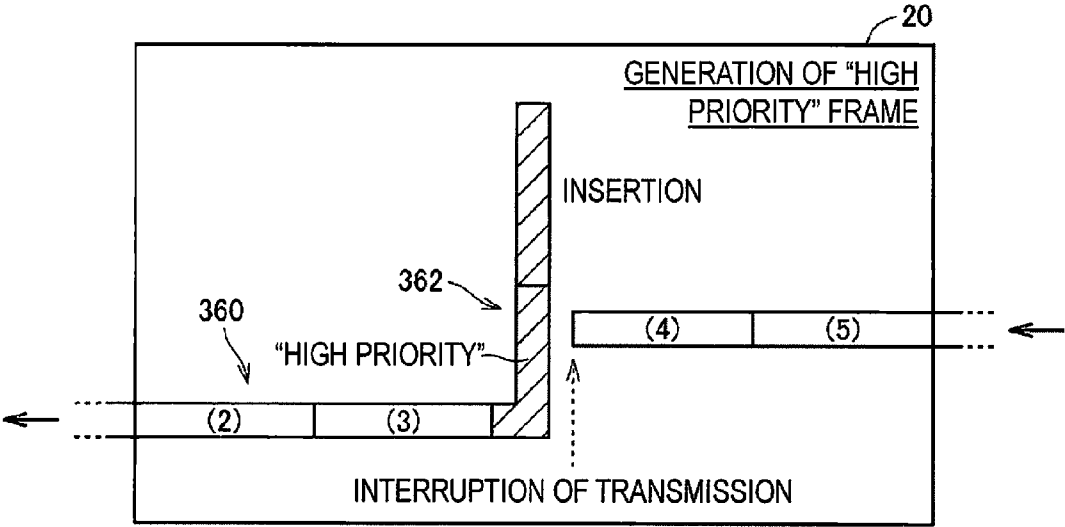 20
GENERATION OF “HIGH
PRIORITY” FRAME
INSERTION
362
360
(4) (5)
“HIGH PRIORITY”
(2) (3)
INTERRUPTION OF TRANSMISSION